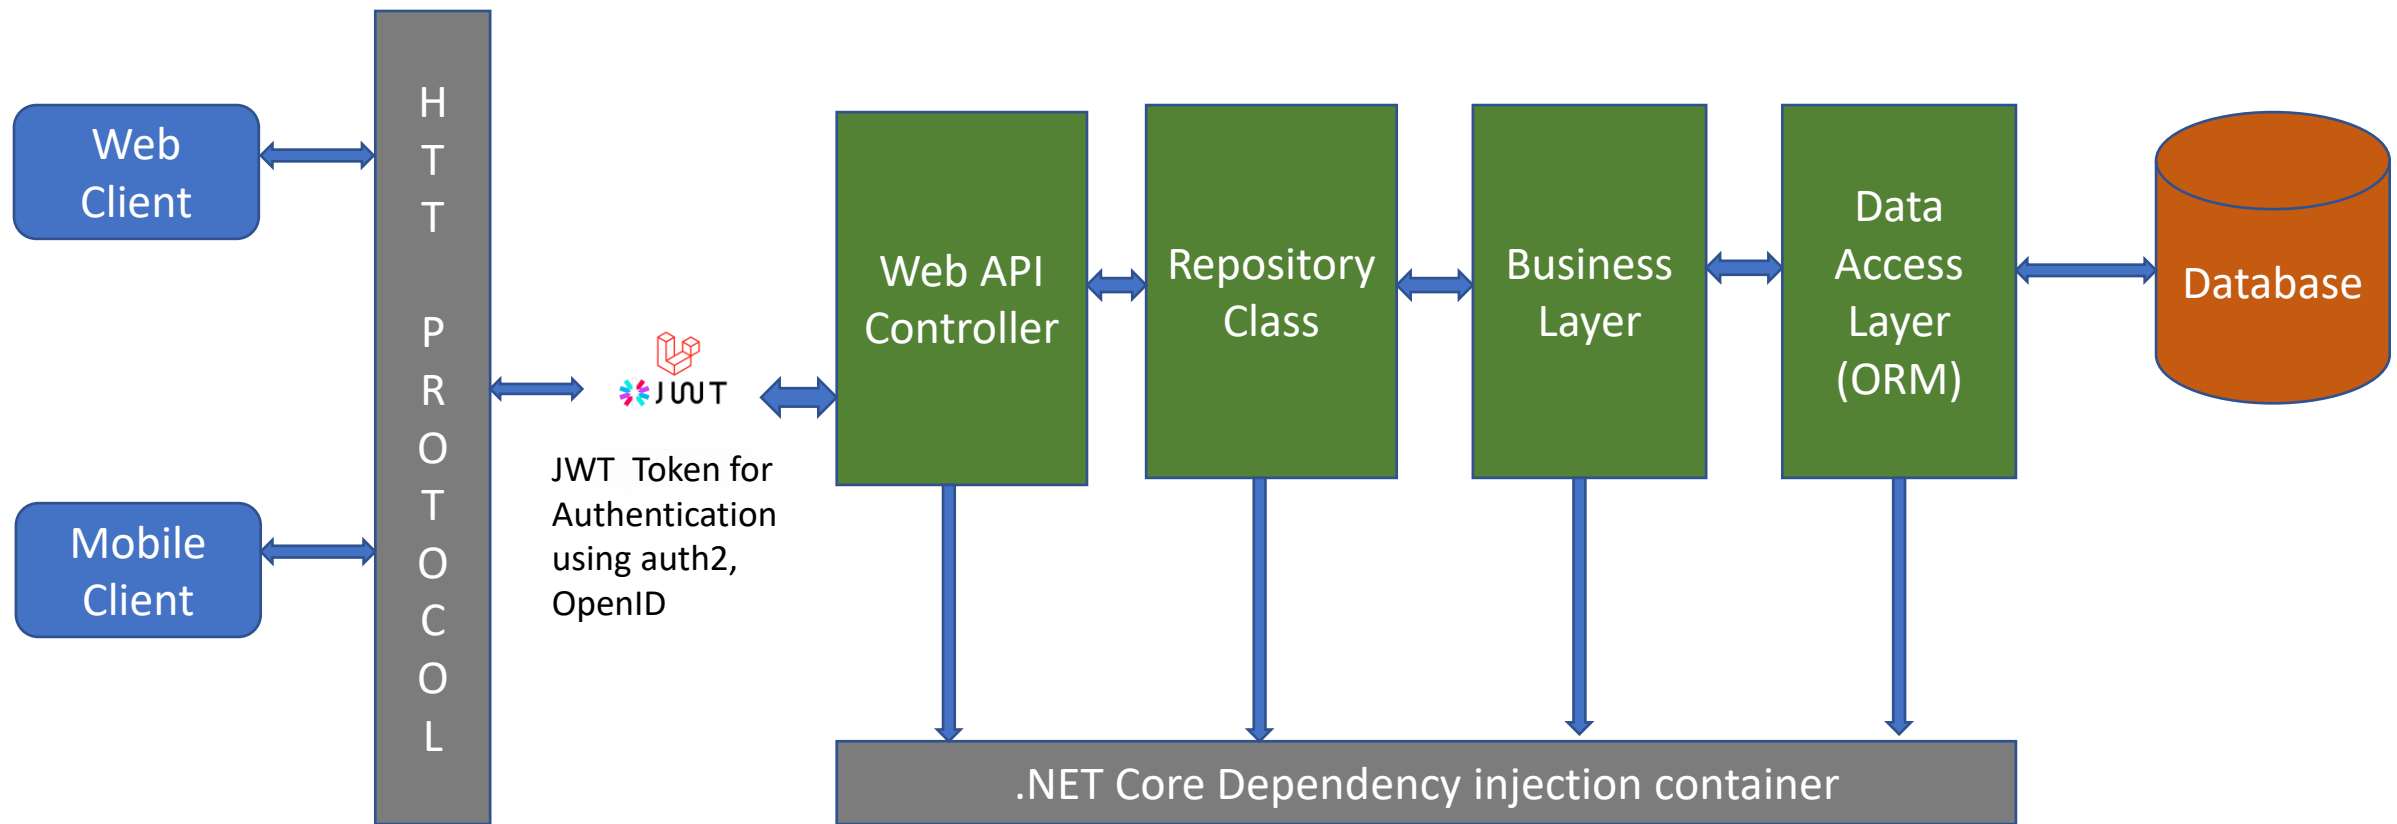 Web
Client
Mobile
Client
H
T
T
P
R
O
T
O
C
O
L
JWT
JWT  Token for
Authentication
using auth2,
OpenID
Web API
Controller
Repository
Class
Business
Layer
Data
Access
Layer
(ORM)
Database
.NET Core Dependency injection container